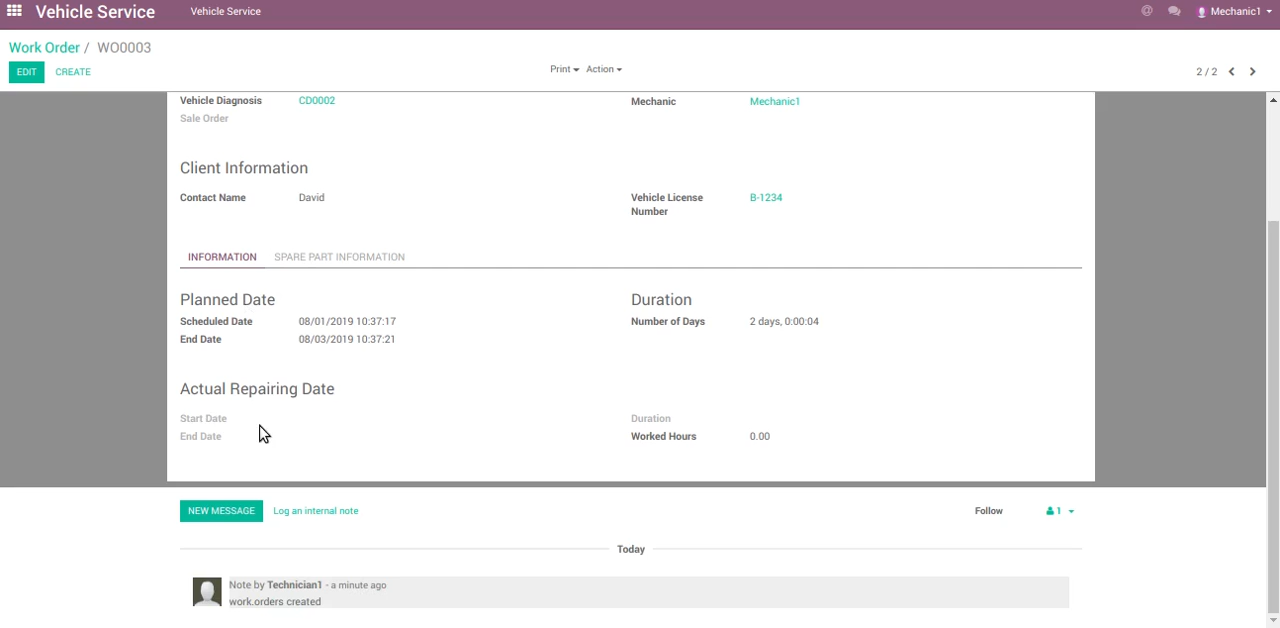 Vehicle Service Vehicle Service Mechanic1
Work Order / WO0003
EDIT CREATE Print Action 2 / 2
Vehicle Diagnosis CD0002 Mechanic Mechanic1
Sale Order
Client Information
Contact Name David Vehicle License Number B-1234
INFORMATION SPARE PART INFORMATION
Planned Date Duration
Scheduled Date 08/01/2019 10:37:17 Number of Days 2 days, 0:00:04
End Date 08/03/2019 10:37:21
Actual Repairing Date
Start Date Duration
End Date Worked Hours 0.00
NEW MESSAGE Log an internal note Follow 1
Today
Note by Technician1 - a minute ago
work.orders created